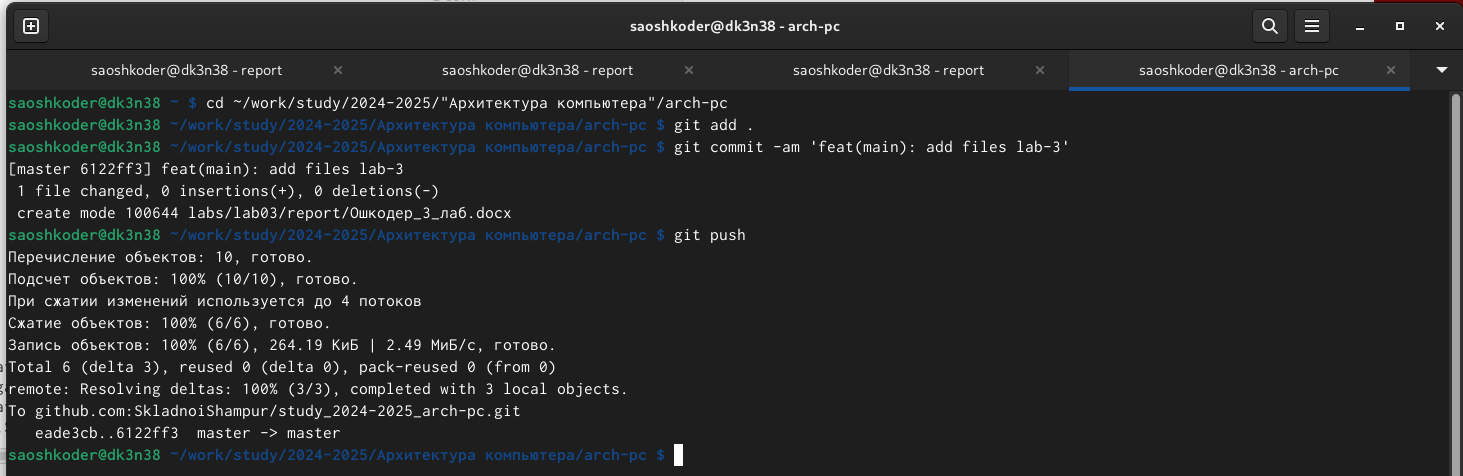 saoshkoder@dk3n38 - arch-pc
saoshkoder@dk3n38 - report
saoshkoder@dk3n38 - report
saoshkoder@dk3n38 - report
saoshkoder@dk3n38 - arch-pc
saoshkoder@dk3n38 ~ $ cd ~/work/study/2024-2025/"Архитектура компьютера"/arch-pc
saoshkoder@dk3n38 ~/work/study/2024-2025/Архитектура компьютера/arch-pc $ git add .
saoshkoder@dk3n38 ~/work/study/2024-2025/Архитектура компьютера/arch-pc $ git commit -am 'feat(main): add files lab-3'
[master 6122ff3] feat(main): add files lab-3
1 file changed, 0 insertions(+), 0 deletions(-)
create mode 100644 labs/lab03/report/Ошкодер_3_лаб.docx
saoshkoder@dk3n38 ~/work/study/2024-2025/Архитектура компьютера/arch-pc $ git push
Перечисление объектов: 10, готово.
Подсчет объектов: 100% (10/10), готово.
При сжатии изменений используется до 4 потоков
Сжатие объектов: 100% (6/6), готово.
Запись объектов: 100% (6/6), 264.19 КиБ | 2.49 МиБ/с, готово.
Total 6 (delta 3), reused 0 (delta 0), pack-reused 0 (from 0)
remote: Resolving deltas: 100% (3/3), completed with 3 local objects.
To github.com:SkladnoiShampur/study_2024-2025_arch-pc.git
eade3cb..6122ff3  master -> master
saoshkoder@dk3n38 ~/work/study/2024-2025/Архитектура компьютера/arch-pc $